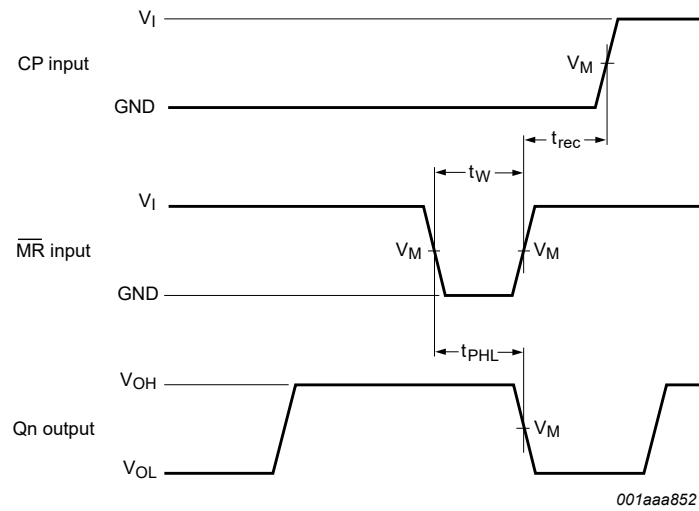 VI
CP input
VM
GND
trec
tW
VI
MR input
VM
VM
GND
tPHL
VOH
Qn output
VM
VOL
001aaa852